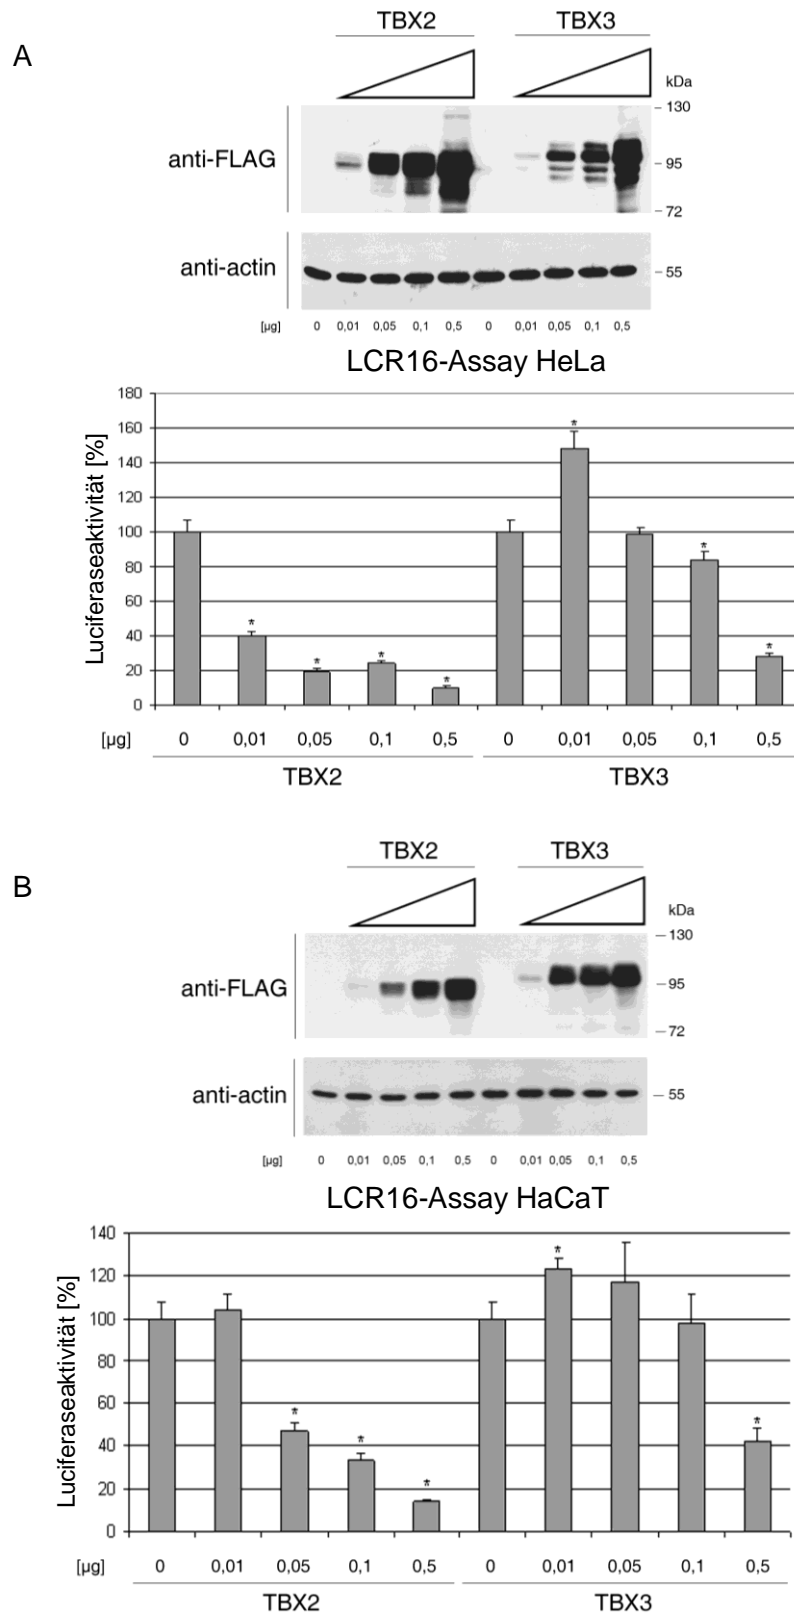 TBX2 TBX3
A
kDa
130
anti-FLAG
95
72
anti-actin
55
[µg] 0 0,01 0,05 0,1 0,5 0 0,01 0,05 0,1 0,5
LCR16-Assay HeLa
Luciferaseaktivität [%]
180
160
140
120
100
80
60
40
20
0
* * * * * * *
[µg] 0 0,01 0,05 0,1 0,5 0 0,01 0,05 0,1 0,5
TBX2 TBX3
TBX2 TBX3
B
kDa
130
anti-FLAG
95
72
anti-actin
55
[µg] 0 0,01 0,05 0,1 0,5 0 0,01 0,05 0,1 0,5
LCR16-Assay HaCaT
Luciferaseaktivität [%]
140
120
100
80
60
40
20
0
* * * * *
[µg] 0 0,01 0,05 0,1 0,5 0 0,01 0,05 0,1 0,5
TBX2 TBX3